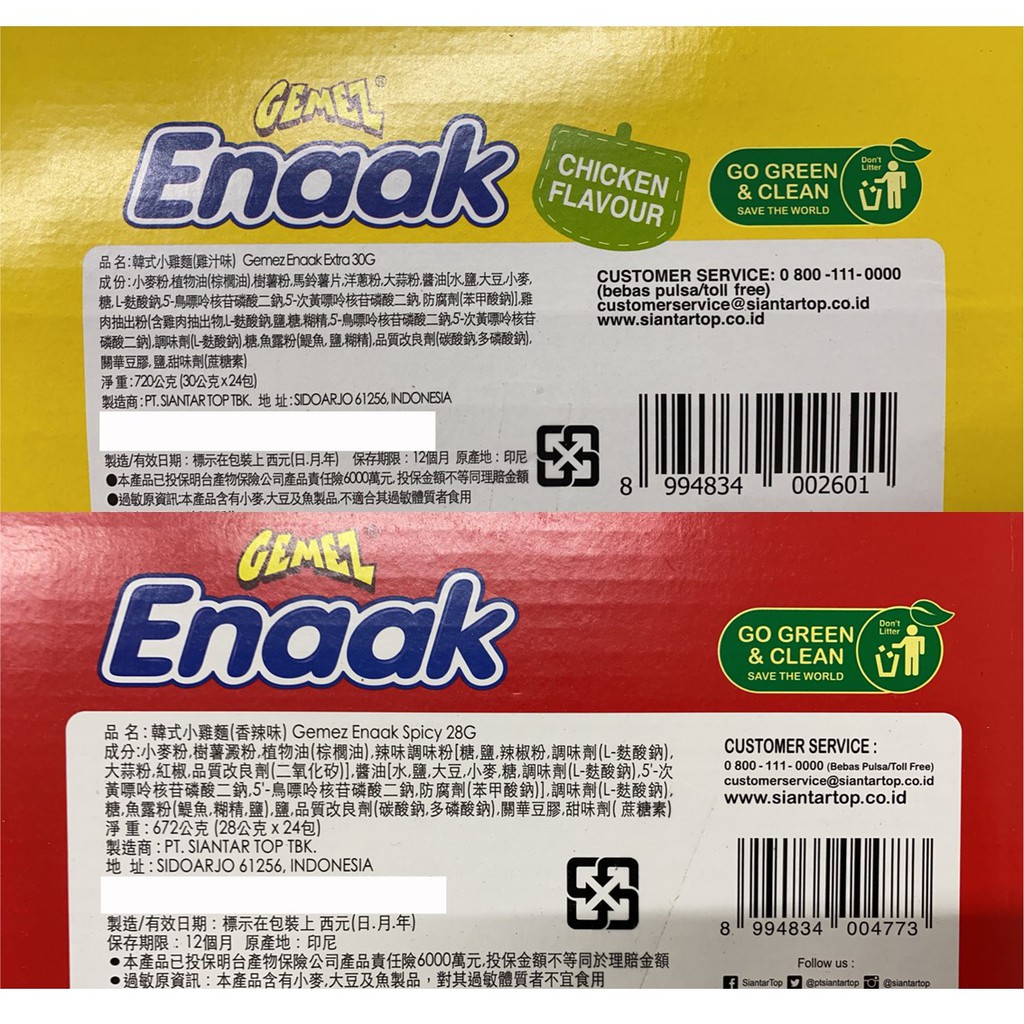 GEMEZ®
Enaak
CHICKEN
FLAVOUR
GO GREEN
& CLEAN
SAVE THE WORLD
Don't
Litter
品 名:韓式小雞麵(雞汁味) Gemez Enaak Extra 30G
成 份:小麥粉,植物油(棕櫚油),樹薯粉,馬鈴薯片,洋蔥粉,大蒜粉,醬油[水,鹽,大豆,小麥,
糖,L-麩酸鈉,5-鳥嘌呤核苷磷酸二鈉,5-次黃嘌呤核苷磷酸二鈉,防腐劑(苯甲酸鈉)],雞
肉抽出粉(含雞肉抽出物,L-麩酸鈉,鹽,糖,糊精,5-鳥嘌呤核苷磷酸二鈉,5-次黃嘌呤核苷
磷酸二鈉),調味劑(L-麩酸鈉),糖,魚露粉(鯷魚,鹽,糊精),品質改良劑(碳酸鈉,多磷酸鈉),
關華豆膠,鹽,甜味劑(蔗糖素)
淨 重:720公克 (30公克 x 24包)
製造商:PT. SIANTAR TOP TBK. 地 址:SIDOARJO 61256, INDONESIA
製造/有效日期:標示在包裝上 西元(日.月.年) 保存期限:12個月 原產地:印尼
●本產品已投保明台產物保險公司產品責任險6000萬元,投保金額不等同理賠金額
●過敏原資訊:本產品含有小麥,大豆及魚製品,不適合其過敏體質者食用
CUSTOMER SERVICE: 0 800 -111- 0000
(bebas pulsa/toll free)
customerservice@siantartop.co.id
www.siantartop.co.id
8 994834 002601
GEMEZ
Enaak
GO GREEN
& CLEAN
SAVE THE WORLD
Don't
Litter
品 名:韓式小雞麵(香辣味) Gemez Enaak Spicy 28G
成分:小麥粉,樹薯澱粉,植物油(棕櫚油),辣味調味粉[糖,鹽,辣椒粉,調味劑(L-麩酸鈉),
大蒜粉,紅椒,品質改良劑(二氧化矽)],醬油[水,鹽,大豆,小麥,糖,調味劑(L-麩酸鈉),5'-次
黃嘌呤核苷磷酸二鈉,5'-鳥嘌呤核苷磷酸二鈉,防腐劑(苯甲酸鈉)],調味劑(L-麩酸鈉),
糖,魚露粉(鯷魚,糊精,鹽),鹽,品質改良劑(碳酸鈉,多磷酸鈉),關華豆膠,甜味劑( 蔗糖素)
淨 重:672公克 (28公克 x 24包)
製造商:PT. SIANTAR TOP TBK.
地 址:SIDOARJO 61256, INDONESIA
製造/有效日期:標示在包裝上 西元(日.月.年)
保存期限:12個月 原產地:印尼
●本產品已投保明台產物保險公司產品責任險6000萬元,投保金額不等同於理賠金額
●過敏原資訊:本產品含有小麥,大豆及魚製品,對其過敏體質者不宜食用
CUSTOMER SERVICE :
0 800 - 111 - 0000 (Bebas Pulsa/Toll Free)
customerservice@siantartop.co.id
www.siantartop.co.id
8 994834 004773
Follow us :
SiantarTop @ptsiantartop @siantartop